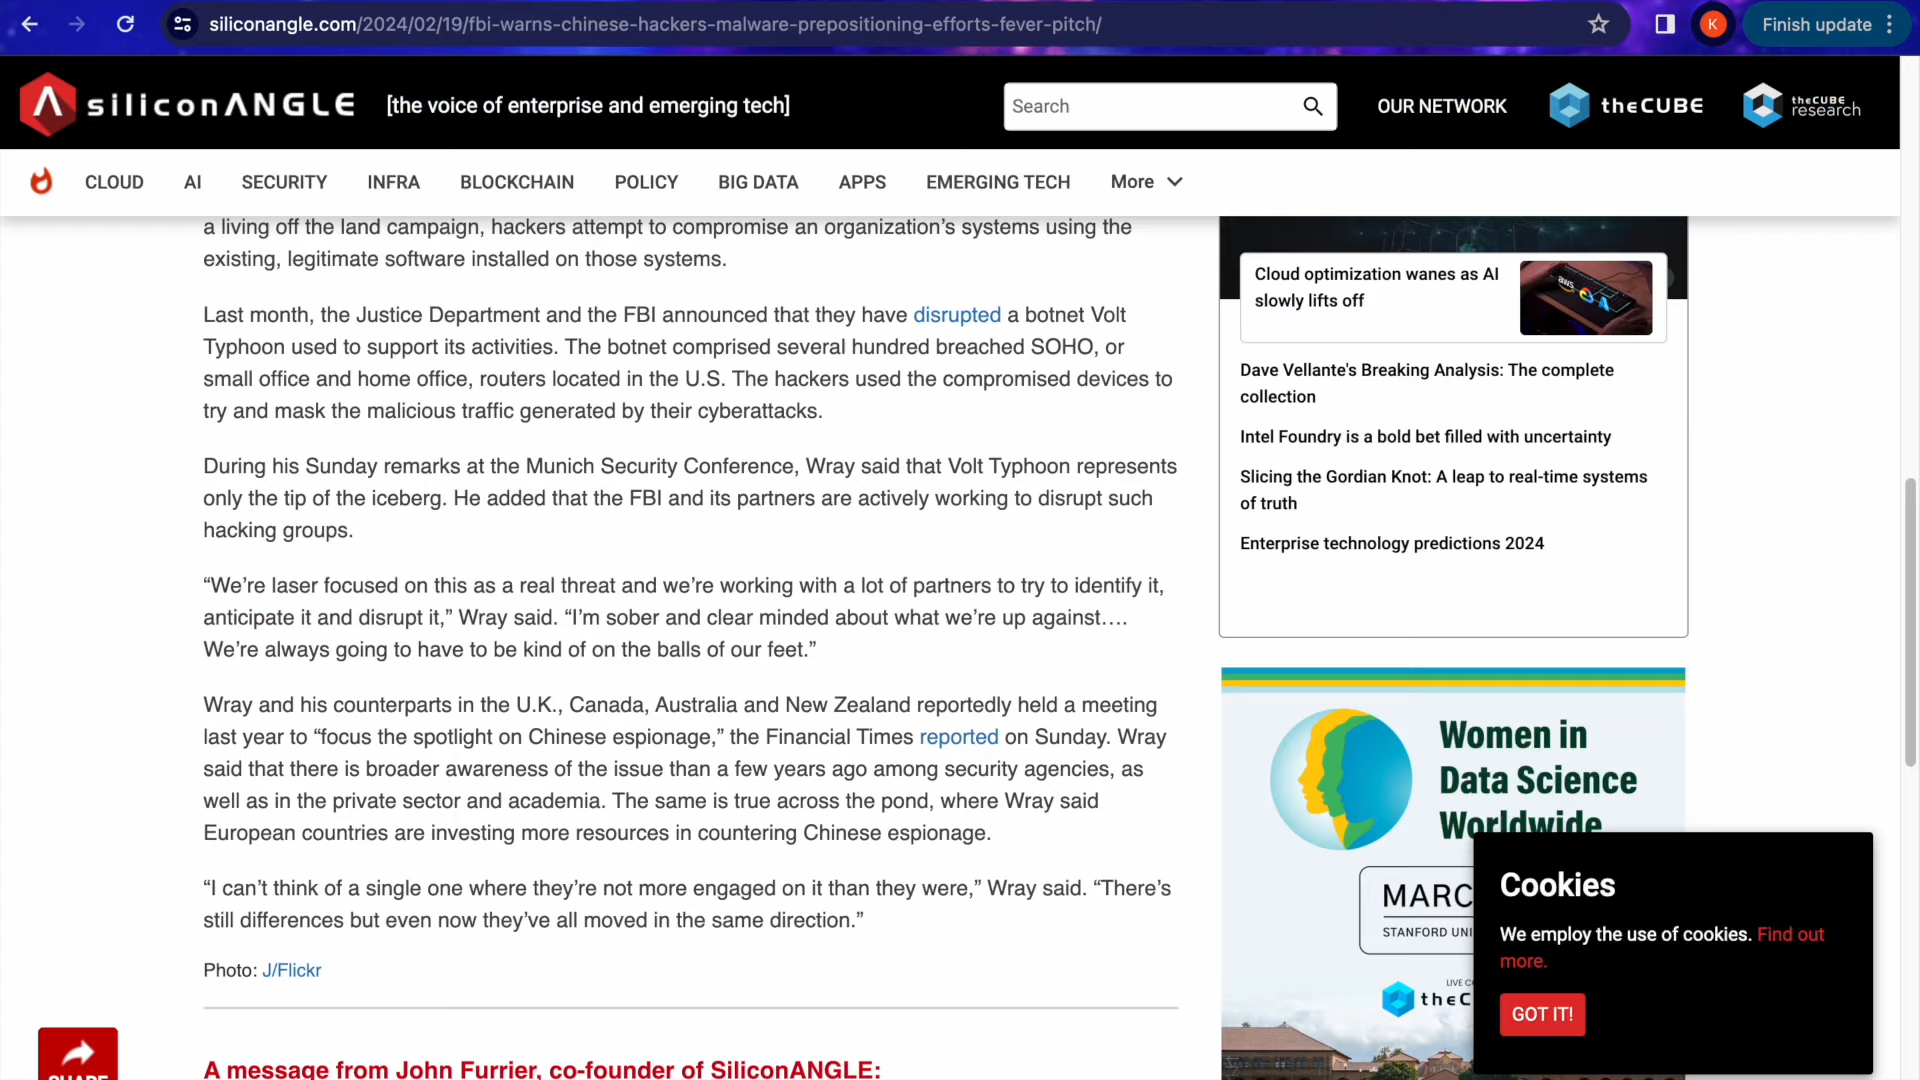 siliconangle.com/2024/02/19/fbi-warns-chinese-hackers-malware-prepositioning-efforts-fever-pitch/
K
Finish update
siliconANGLE
[the voice of enterprise and emerging tech]
Search
OUR NETWORK
theCUBE
theCUBE research
CLOUD
AI
SECURITY
INFRA
BLOCKCHAIN
POLICY
BIG DATA
APPS
EMERGING TECH
More
a living off the land campaign, hackers attempt to compromise an organization’s systems using the
existing, legitimate software installed on those systems.
Last month, the Justice Department and the FBI announced that they have disrupted a botnet Volt
Typhoon used to support its activities. The botnet comprised several hundred breached SOHO, or
small office and home office, routers located in the U.S. The hackers used the compromised devices to
try and mask the malicious traffic generated by their cyberattacks.
During his Sunday remarks at the Munich Security Conference, Wray said that Volt Typhoon represents
only the tip of the iceberg. He added that the FBI and its partners are actively working to disrupt such
hacking groups.
“We’re laser focused on this as a real threat and we’re working with a lot of partners to try to identify it,
anticipate it and disrupt it,” Wray said. “I’m sober and clear minded about what we’re up against….
We’re always going to have to be kind of on the balls of our feet.”
Wray and his counterparts in the U.K., Canada, Australia and New Zealand reportedly held a meeting
last year to “focus the spotlight on Chinese espionage,” the Financial Times reported on Sunday. Wray
said that there is broader awareness of the issue than a few years ago among security agencies, as
well as in the private sector and academia. The same is true across the pond, where Wray said
European countries are investing more resources in countering Chinese espionage.
“I can’t think of a single one where they’re not more engaged on it than they were,” Wray said. “There’s
still differences but even now they’ve all moved in the same direction.”
Photo: J/Flickr
SHARE
A message from John Furrier, co-founder of SiliconANGLE:
Cloud optimization wanes as AI
slowly lifts off
aws
Dave Vellante's Breaking Analysis: The complete
collection
Intel Foundry is a bold bet filled with uncertainty
Slicing the Gordian Knot: A leap to real-time systems
of truth
Enterprise technology predictions 2024
Women in
Data Science
Worldwide
MARC
STANFORD UNI
LIVE CO
theC
Cookies
We employ the use of cookies. Find out
more.
GOT IT!